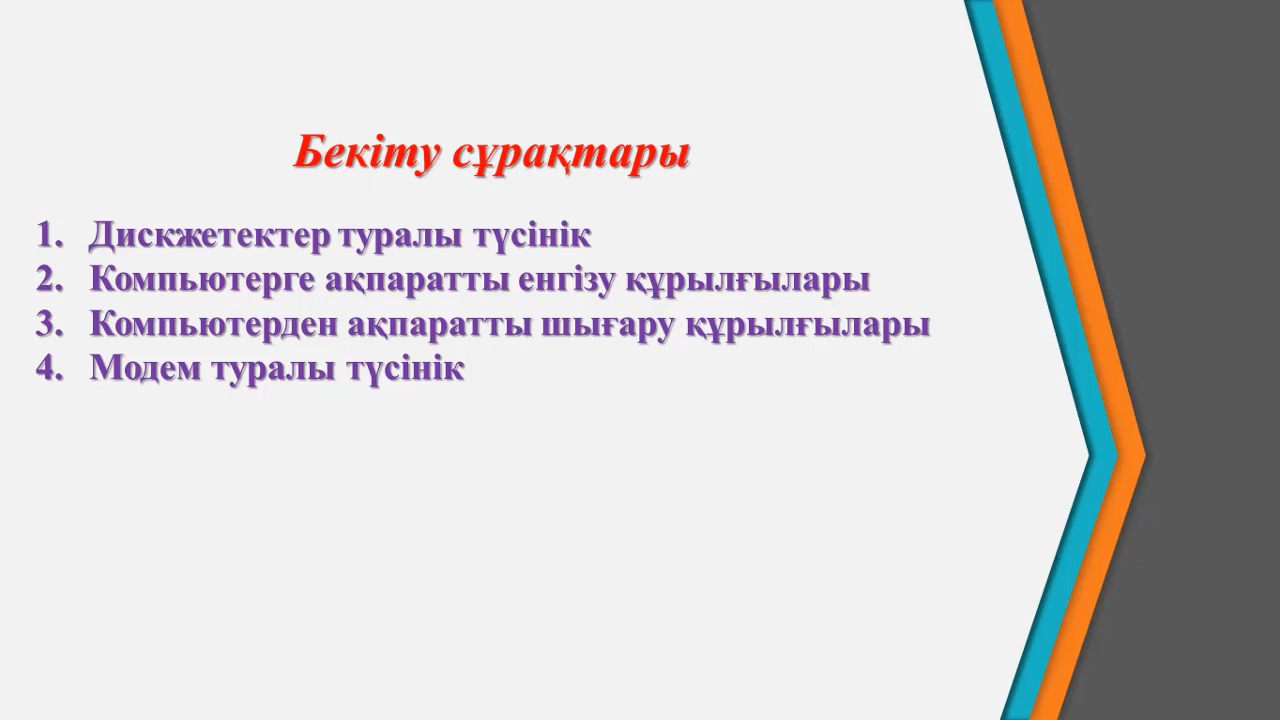 Бекіту сұрақтары
1. Дискжетектер туралы түсінік
2. Компьютерге ақпаратты енгізу құрылғылары
3. Компьютерден ақпаратты шығару құрылғылары
4. Модем туралы түсінік